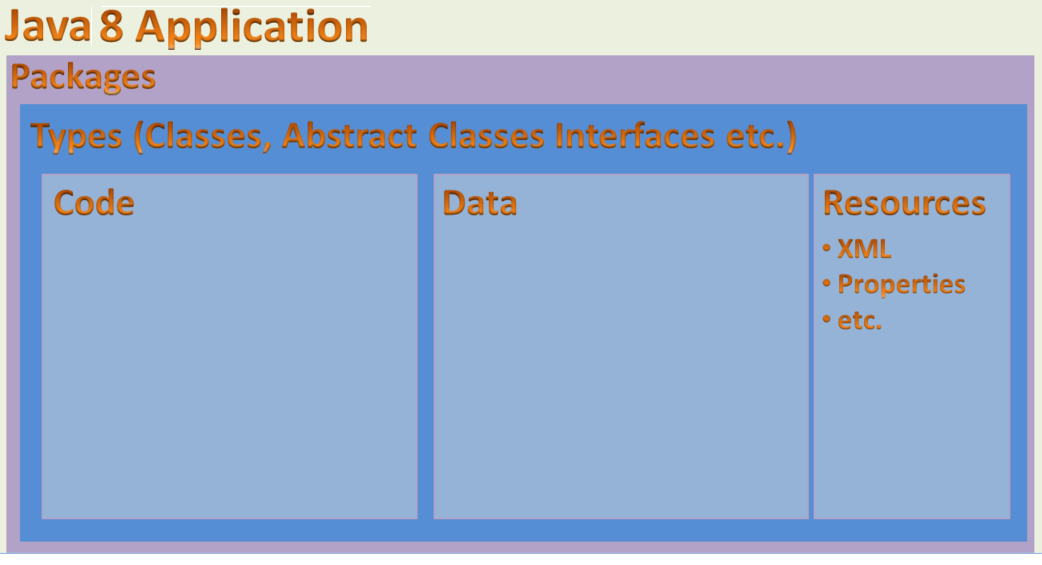 Java 8 Application
Packages
Types (Classes, Abstract Classes Interfaces etc.)
Code
Data
Resources
• XML
• Properties
• etc.